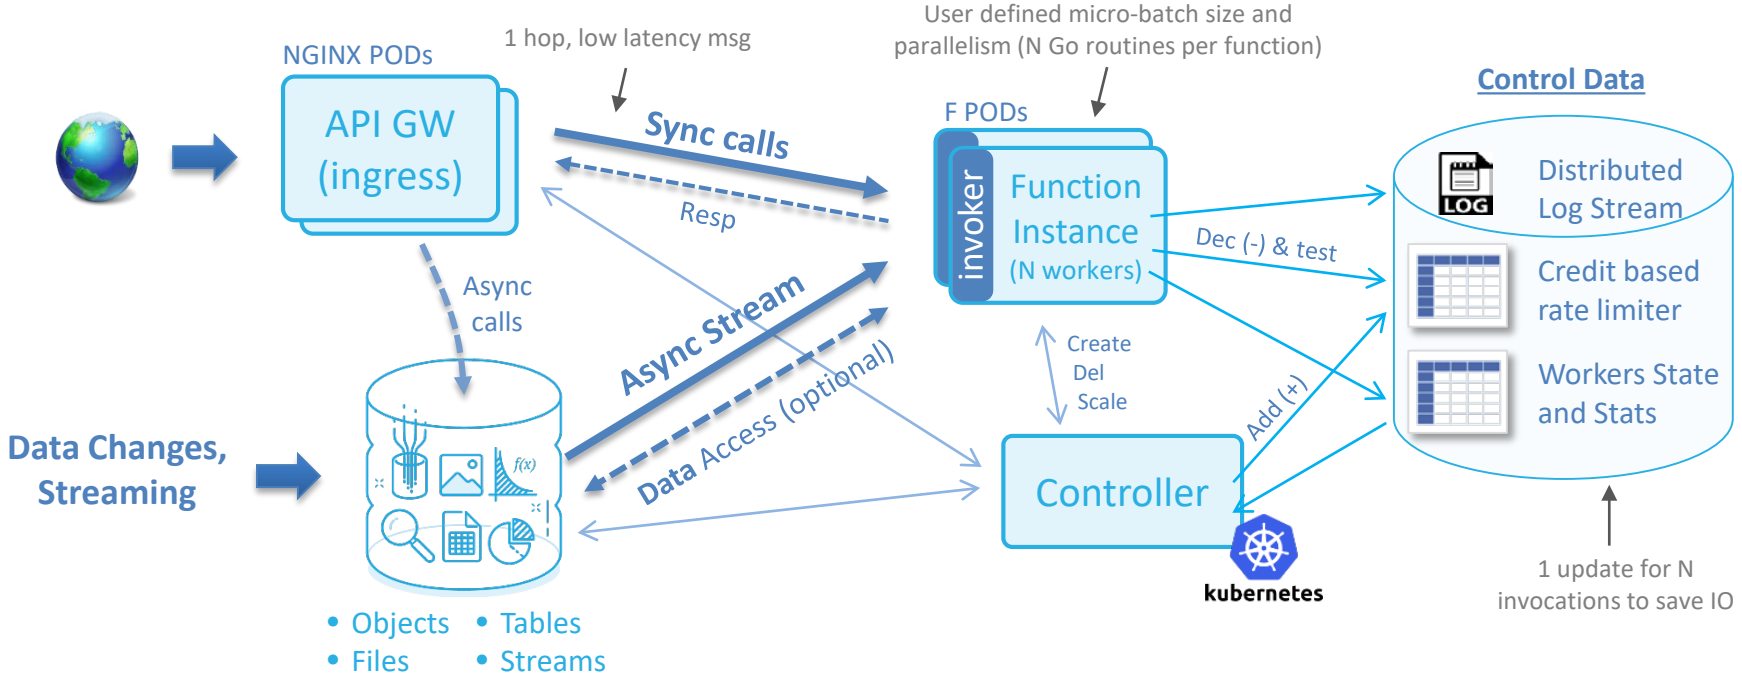 User defined micro-batch size and
parallelism (N Go routines per function)
1 hop, low latency msg
NGINX PODs
API GW
(ingress)
Sync calls
Resp
F PODs
invoker
Function
Instance
(N workers)
Control Data
LOG
Distributed
Log Stream
Dec (-) & test
Credit based
rate limiter
Workers State
and Stats
Async
calls
Async Stream
Data Access (optional)
Create
Del
Scale
Add (+)
Data Changes,
Streaming
f(x)
Controller
kubernetes
1 update for N
invocations to save IO
• Objects
• Tables
• Files
• Streams